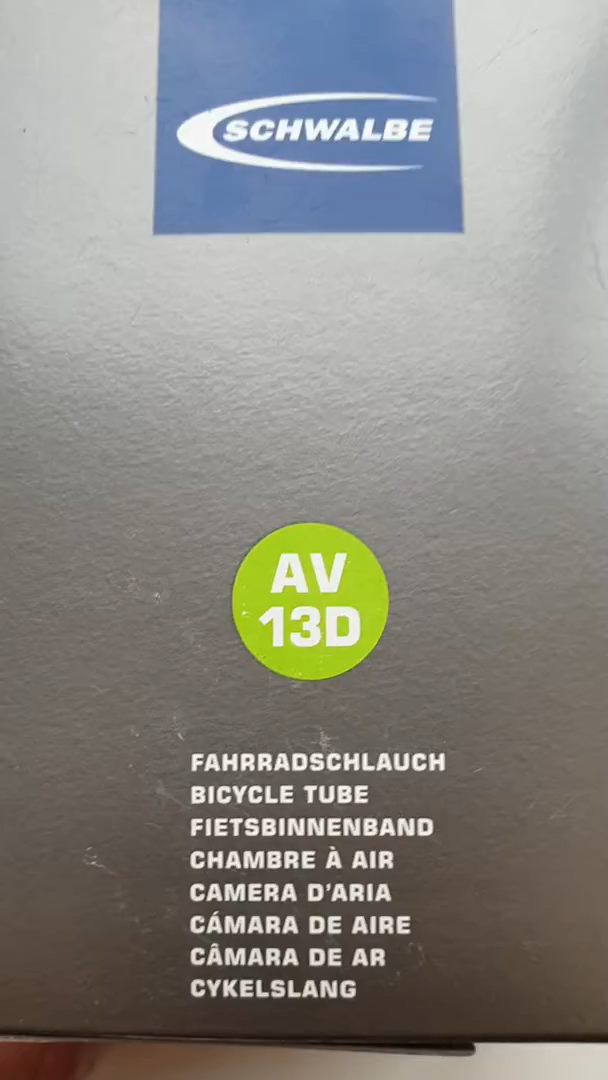 SCHWALBE
AV
13D
FAHRRADSCHLAUCH
BICYCLE TUBE
FIETSBINNENBAND
CHAMBRE À AIR
CAMERA D'ARIA
CÁMARA DE AIRE
CÂMARA DE AR
CYKELSLANG